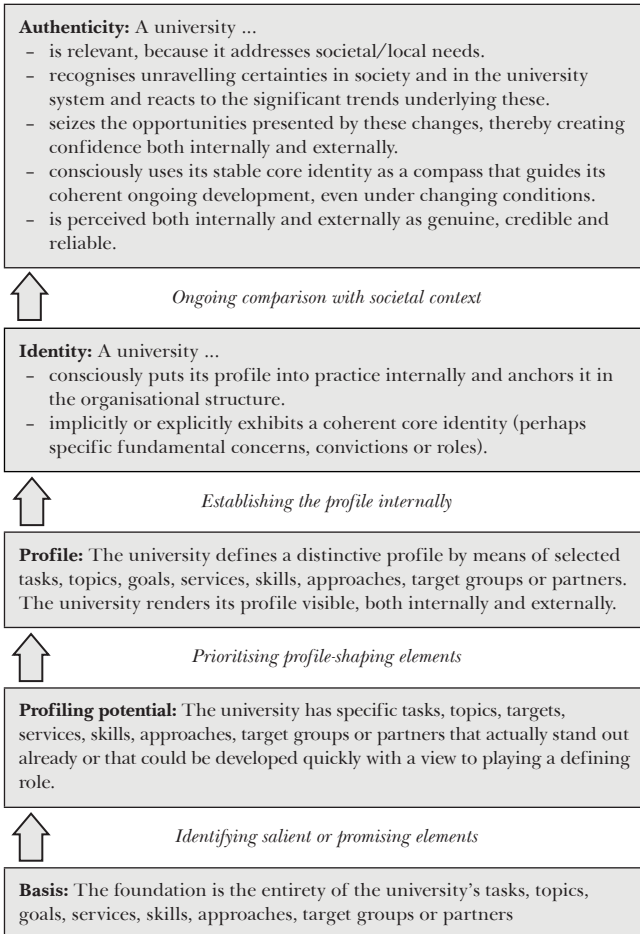 Authenticity: A university ...
– is relevant, because it addresses societal/local needs.
– recognises unravelling certainties in society and in the university
system and reacts to the significant trends underlying these.
– seizes the opportunities presented by these changes, thereby creating
confidence both internally and externally.
– consciously uses its stable core identity as a compass that guides its
coherent ongoing development, even under changing conditions.
– is perceived both internally and externally as genuine, credible and
reliable.
Ongoing comparison with societal context
Identity: A university ...
– consciously puts its profile into practice internally and anchors it in
the organisational structure.
– implicitly or explicitly exhibits a coherent core identity (perhaps
specific fundamental concerns, convictions or roles).
Establishing the profile internally
Profile: The university defines a distinctive profile by means of selected
tasks, topics, goals, services, skills, approaches, target groups or partners.
The university renders its profile visible, both internally and externally.
Prioritising profile-shaping elements
Profiling potential: The university has specific tasks, topics, targets,
services, skills, approaches, target groups or partners that actually stand out
already or that could be developed quickly with a view to playing a defining
role.
Identifying salient or promising elements
Basis: The foundation is the entirety of the university's tasks, topics,
goals, services, skills, approaches, target groups or partners